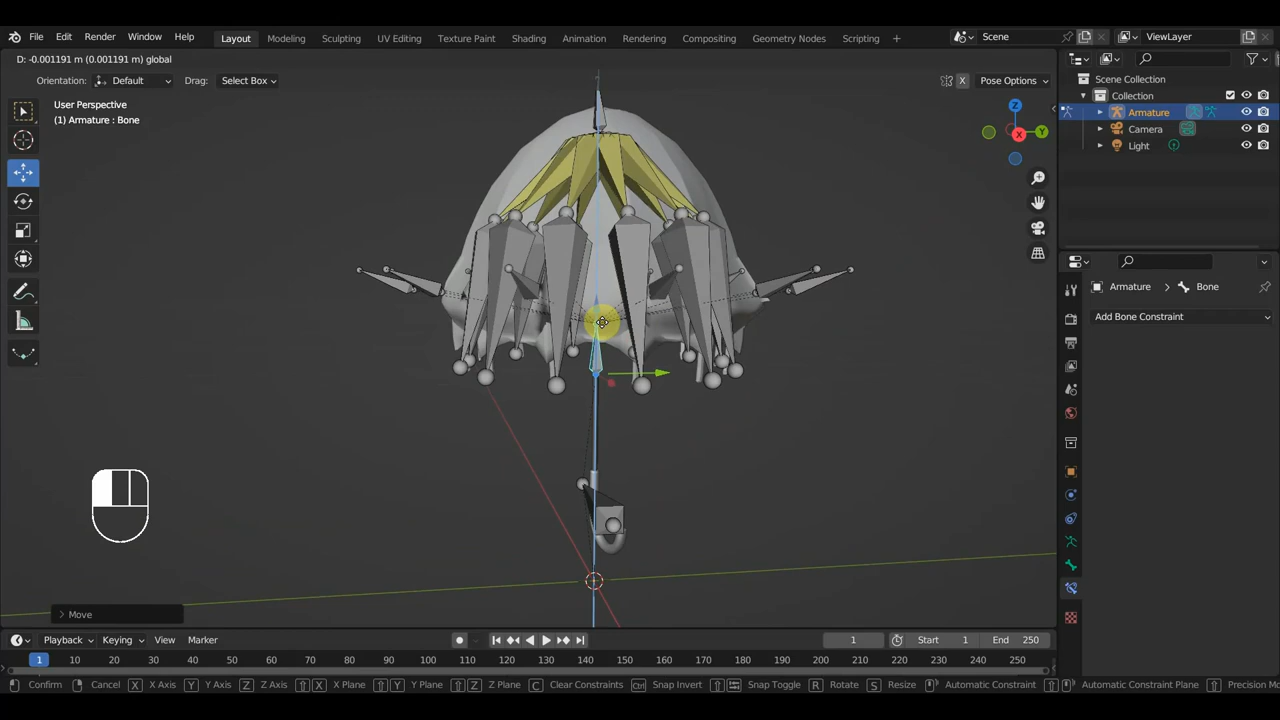 File Edit Render Window Help Layout Modeling Sculpting UV Editing Texture Paint Shading Animation Rendering Compositing Geometry Nodes Scripting + Scene ViewLayer
D: -0.001191 m (0.001191 m) global
Orientation: Default Drag: Select Box X Pose Options
User Perspective
(1) Armature : Bone
Z
Y
X
Scene Collection
Collection
Armature
Camera
Light
Armature > Bone
Add Bone Constraint
> Move
Playback Keying View Marker 1 Start 1 End 250
1 10 20 30 40 50 60 70 80 90 100 110 120 130 140 150 160 170 180 190 200 210 220 230 240 250
Confirm Cancel X X Axis Y Y Axis Z Z Axis X X Plane Y Y Plane Z Z Plane C Clear Constraints Ctrl Snap Invert Snap Toggle R Rotate S Resize Automatic Constraint Automatic Constraint Plane Precision Mo